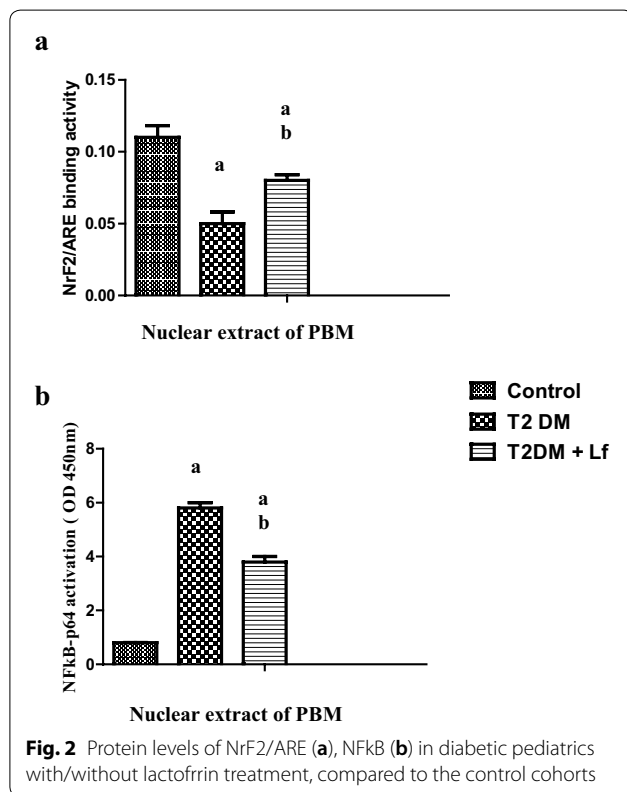 a
NrF2/ARE binding activity
0.15
0.10
0.05
0.00
a
a
b
Nuclear extract of PBM
Control
T2 DM
T2DM + Lf
b
NFkB-p64 activation ( OD 450nm)
8
6
4
2
0
a
a
b
Nuclear extract of PBM
Fig. 2 Protein levels of NrF2/ARE (a), NFkB (b) in diabetic pediatrics
with/without lactofrrin treatment, compared to the control cohorts